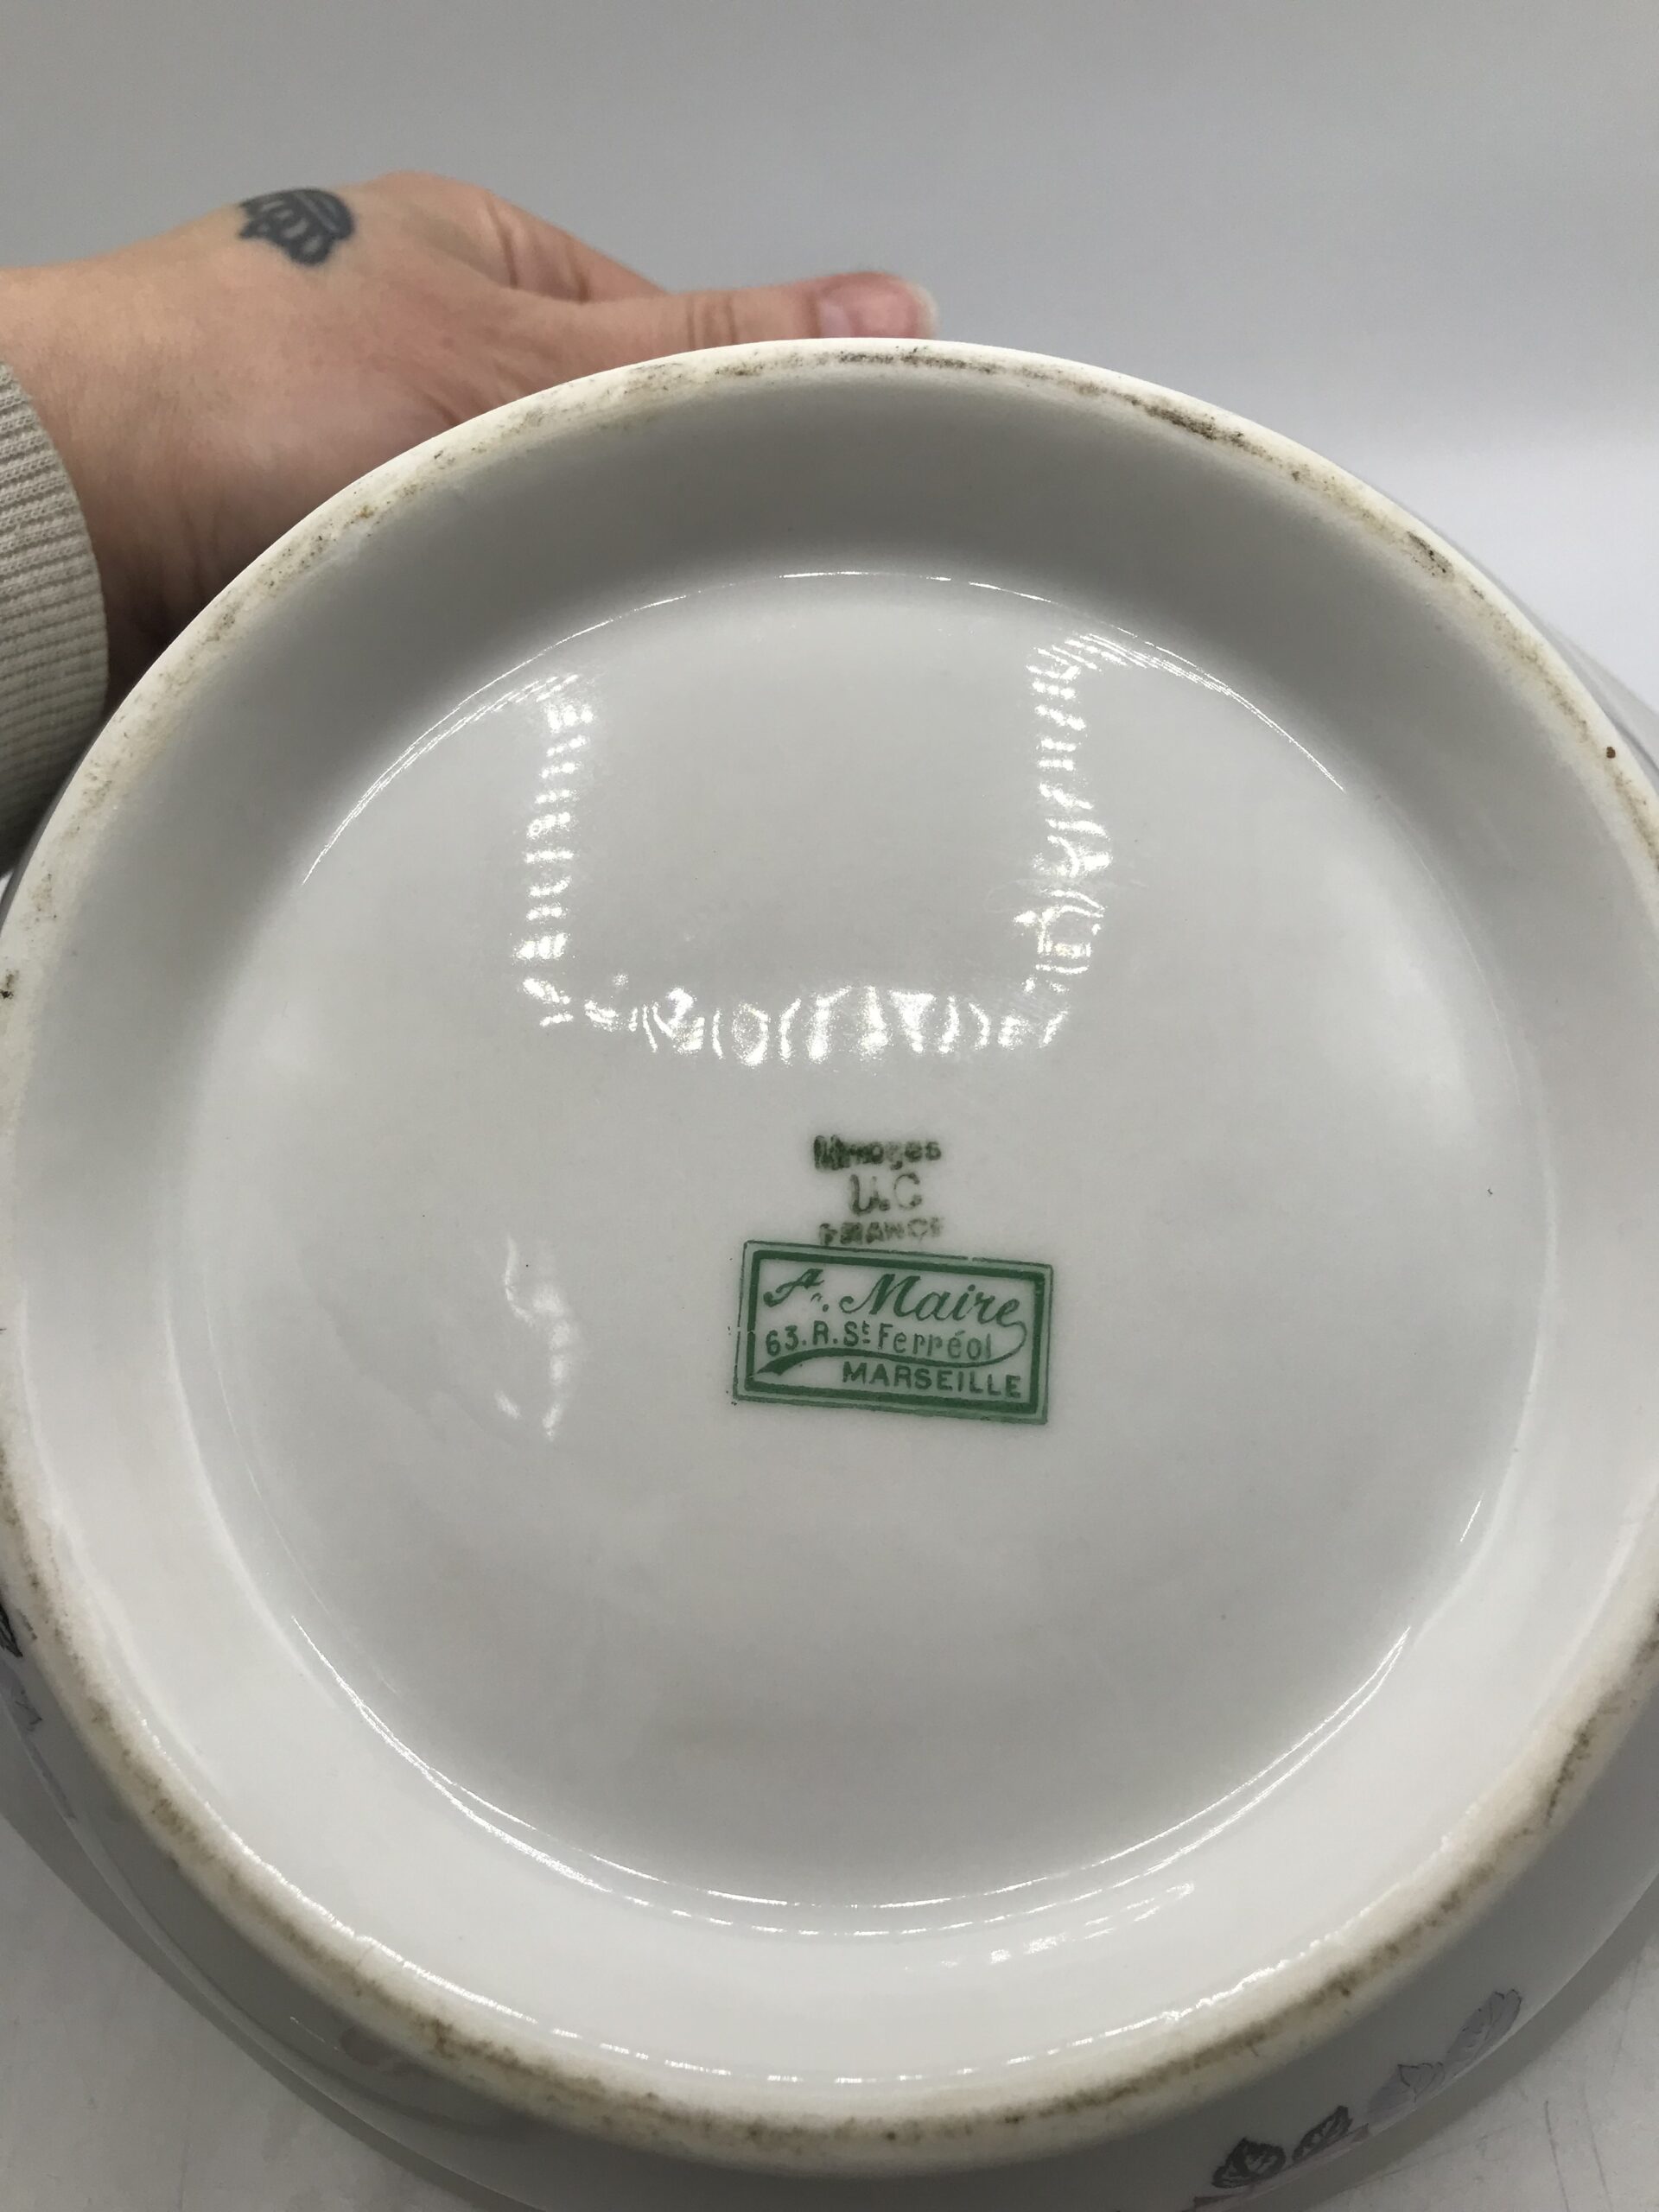 Limoges
U.C
FRANCE
A. Maire
63. R. St Ferréol
MARSEILLE